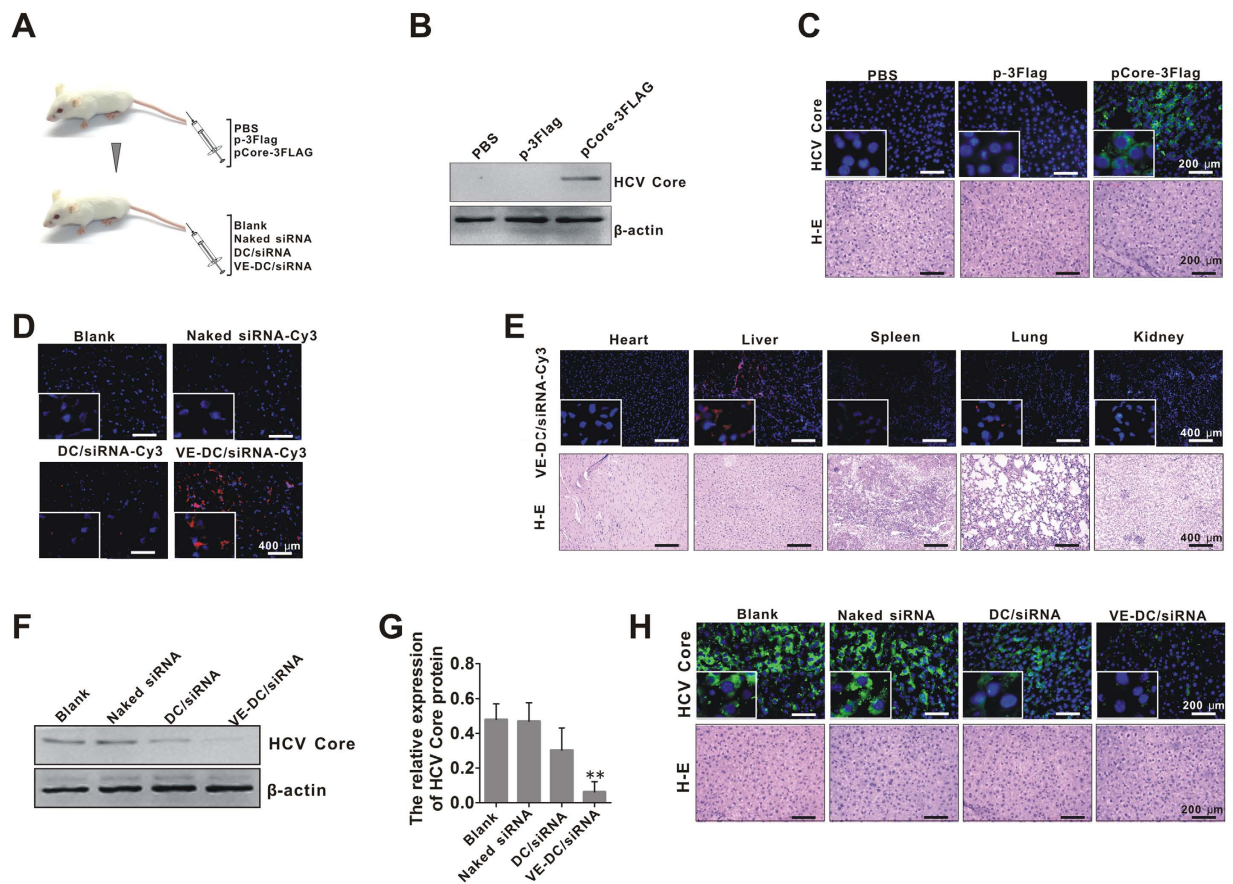 A
PBS
p-3Flag
pCore-3FLAG
Blank
Naked siRNA
DC/siRNA
VE-DC/siRNA
B
PBS
p-3Flag
pCore-3FLAG
HCV Core
β-actin
C
PBS
p-3Flag
pCore-3Flag
HCV Core
200 μm
H-E
200 μm
D
Blank
Naked siRNA-Cy3
DC/siRNA-Cy3
VE-DC/siRNA-Cy3
400 μm
E
Heart
Liver
Spleen
Lung
Kidney
VE-DC/siRNA-Cy3
400 μm
H-E
400 μm
F
Blank
Naked siRNA
DC/siRNA
VE-DC/siRNA
HCV Core
β-actin
G
The relative expression
of HCV Core protein
0.8
0.6
0.4
0.2
0.0
**
Blank
Naked siRNA
DC/siRNA
VE-DC/siRNA
H
Blank
Naked siRNA
DC/siRNA
VE-DC/siRNA
HCV Core
200 μm
H-E
200 μm